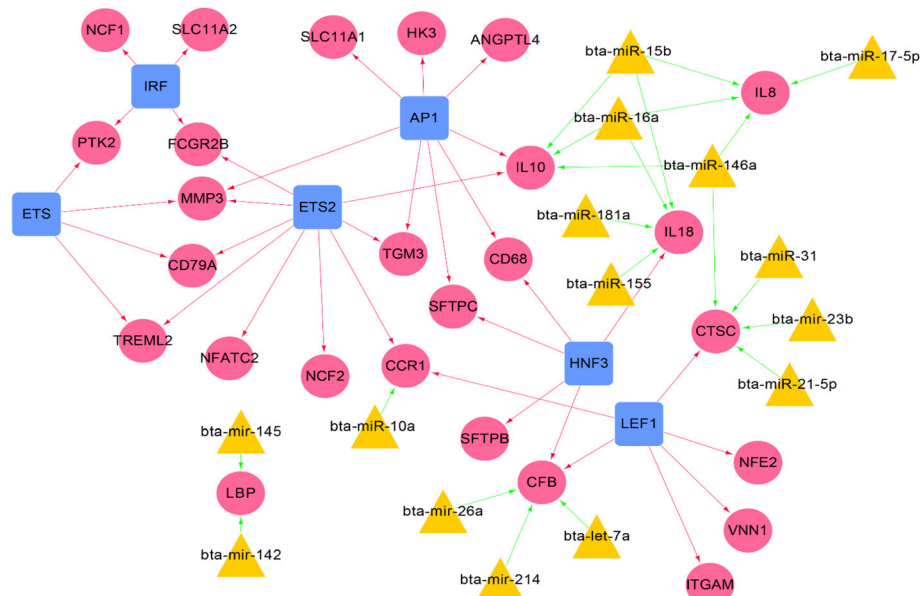 NCF1
SLC11A2
SLC11A1
HK3
ANGPTL4
bta-miR-15b
bta-miR-17-5p
IRF
IL8
AP1
bta-miR-16a
PTK2
FCGR2B
IL10
bta-miR-146a
MMP3
ETS
ETS2
bta-miR-181a
IL18
TGM3
CD68
CD79A
bta-miR-31
bta-miR-155
SFTPC
bta-mir-23b
CTSC
TREML2
NFATC2
NCF2
CCR1
HNF3
bta-miR-21-5p
bta-miR-10a
LEF1
bta-mir-145
SFTPB
NFE2
LBP
CFB
bta-mir-26a
bta-let-7a
VNN1
bta-mir-142
bta-mir-214
ITGAM